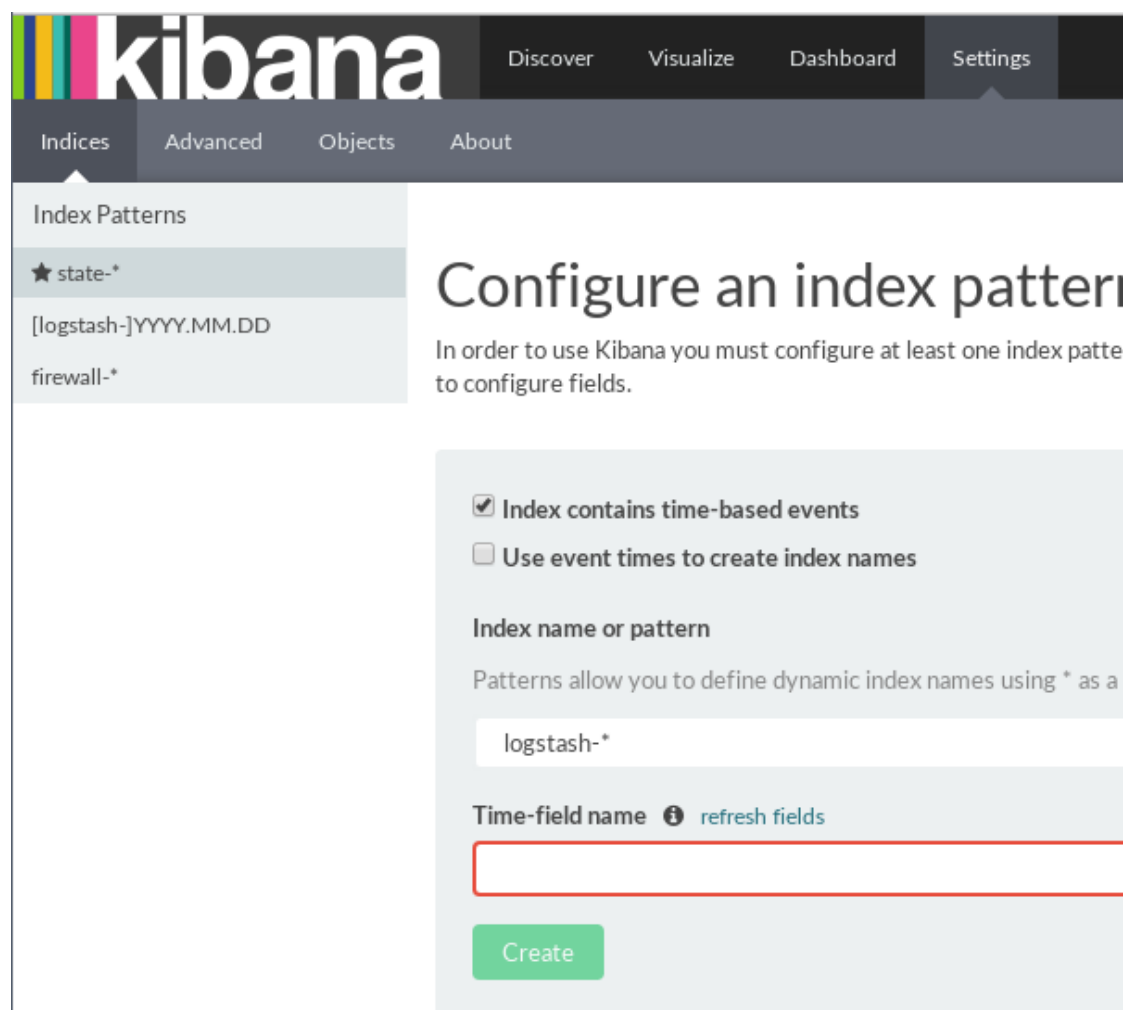 kibana
Discover Visualize Dashboard Settings
Indices Advanced Objects About
Index Patterns
state-*
[logstash-]YYYY.MM.DD
firewall-*
Configure an index pattern
In order to use Kibana you must configure at least one index patte
to configure fields.
Index contains time-based events
Use event times to create index names
Index name or pattern
Patterns allow you to define dynamic index names using * as a
logstash-*
Time-field name refresh fields
Create